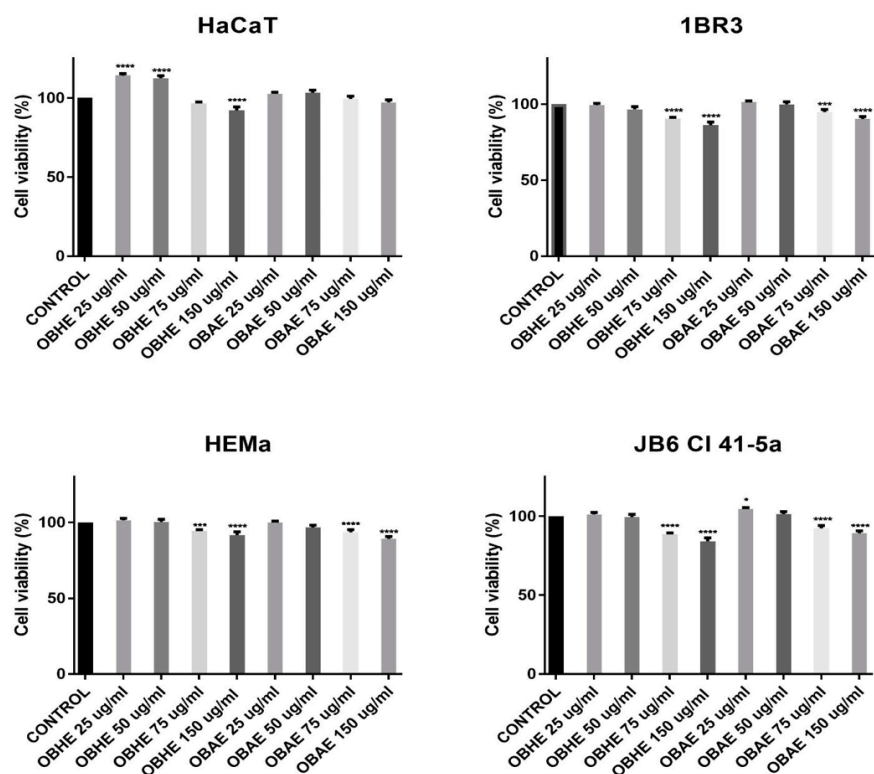 HaCaT
**** ****
****
100
50
0
Cell viability (%)
CONTROL
OBHE 25 ug/ml
OBHE 50 ug/ml
OBHE 75 ug/ml
OBHE 150 ug/ml
OBAE 25 ug/ml
OBAE 50 ug/ml
OBAE 75 ug/ml
OBAE 150 ug/ml
1BR3
**** **** *** ****
100
50
0
Cell viability (%)
CONTROL
OBHE 25 ug/ml
OBHE 50 ug/ml
OBHE 75 ug/ml
OBHE 150 ug/ml
OBAE 25 ug/ml
OBAE 50 ug/ml
OBAE 75 ug/ml
OBAE 150 ug/ml
HEMa
*** **** **** ****
100
50
0
Cell viability (%)
CONTROL
OBHE 25 ug/ml
OBHE 50 ug/ml
OBHE 75 ug/ml
OBHE 150 ug/ml
OBAE 25 ug/ml
OBAE 50 ug/ml
OBAE 75 ug/ml
OBAE 150 ug/ml
JB6 Cl 41-5a
**** **** * **** ****
100
50
0
Cell viability (%)
CONTROL
OBHE 25 ug/ml
OBHE 50 ug/ml
OBHE 75 ug/ml
OBHE 150 ug/ml
OBAE 25 ug/ml
OBAE 50 ug/ml
OBAE 75 ug/ml
OBAE 150 ug/ml